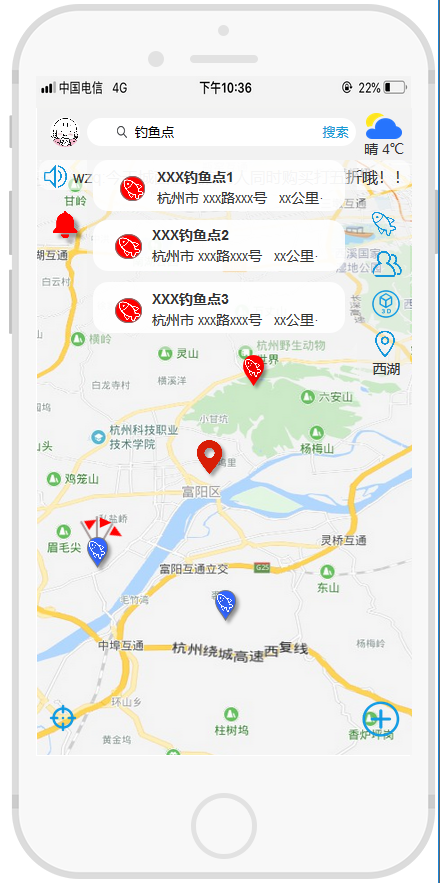 中国电信 4G 下午10:36 22%
钓鱼点 搜索
晴 4℃
折哦！！
XXX钓鱼点1
杭州市 xxx路xxx号 xx公里·
甘岭
XXX钓鱼点2
杭州市 xxx路xxx号 xx公里·
湖互通
白云村
XXX钓鱼点3
杭州市 xxx路xxx号 xx公里·
3D
横岭
灵山
杭州野生动物
世界
西湖
白龙寺村
横溪洋
六安山
小甘坑
杭州科技职业
技术学院
杨梅山
鸡笼山
富阳区
眉毛尖
灵桥互通
富阳互通立交
G25
东山
毛竹湾
中埠互通
杭州绕城高速西复线
杨梅岭
环山乡
柱树坞
香炉坪岗
黄金坞